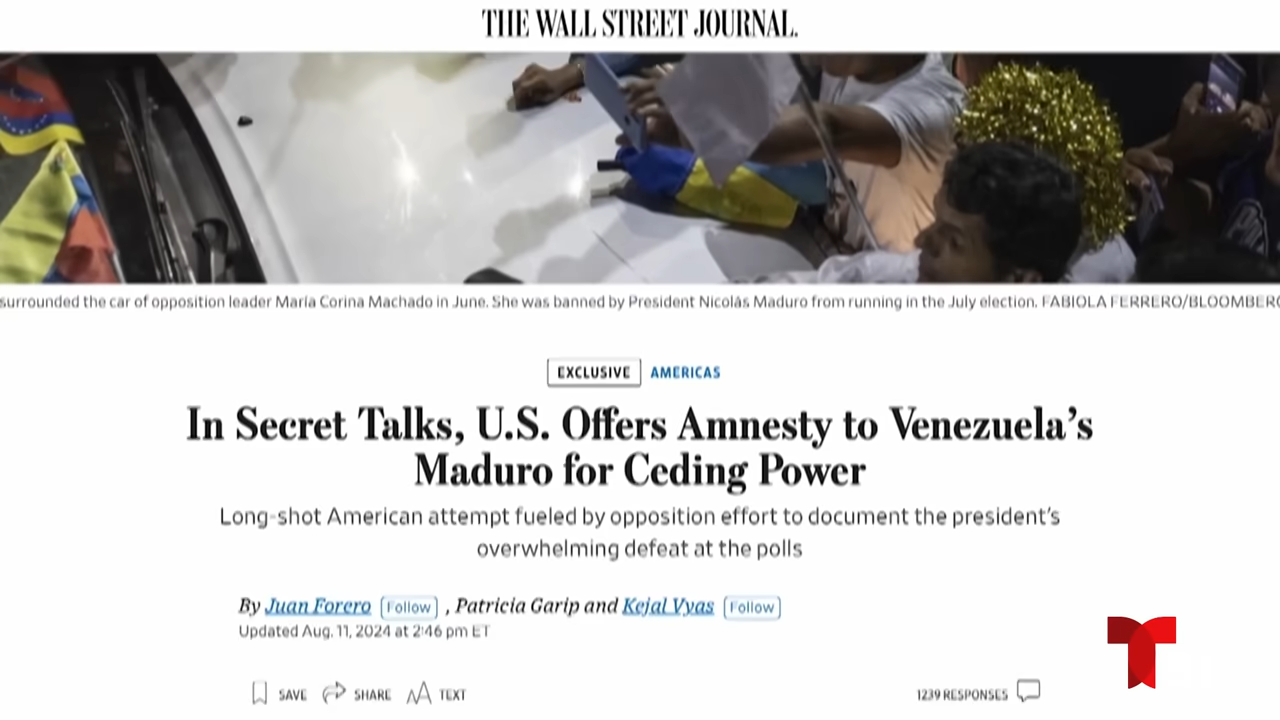 THE WALL STREET JOURNAL.
surrounded the car of opposition leader María Corina Machado in June. She was banned by President Nicolás Maduro from running in the July election. FABIOLA FERRERO/BLOOMBERG
EXCLUSIVE AMERICAS
In Secret Talks, U.S. Offers Amnesty to Venezuela’s
Maduro for Ceding Power
Long-shot American attempt fueled by opposition effort to document the president’s
overwhelming defeat at the polls
By Juan Forero Follow , Patricia Garip and Kejal Vyas Follow
Updated Aug. 11, 2024 at 2:46 pm ET
SAVE SHARE AA TEXT
1239 RESPONSES